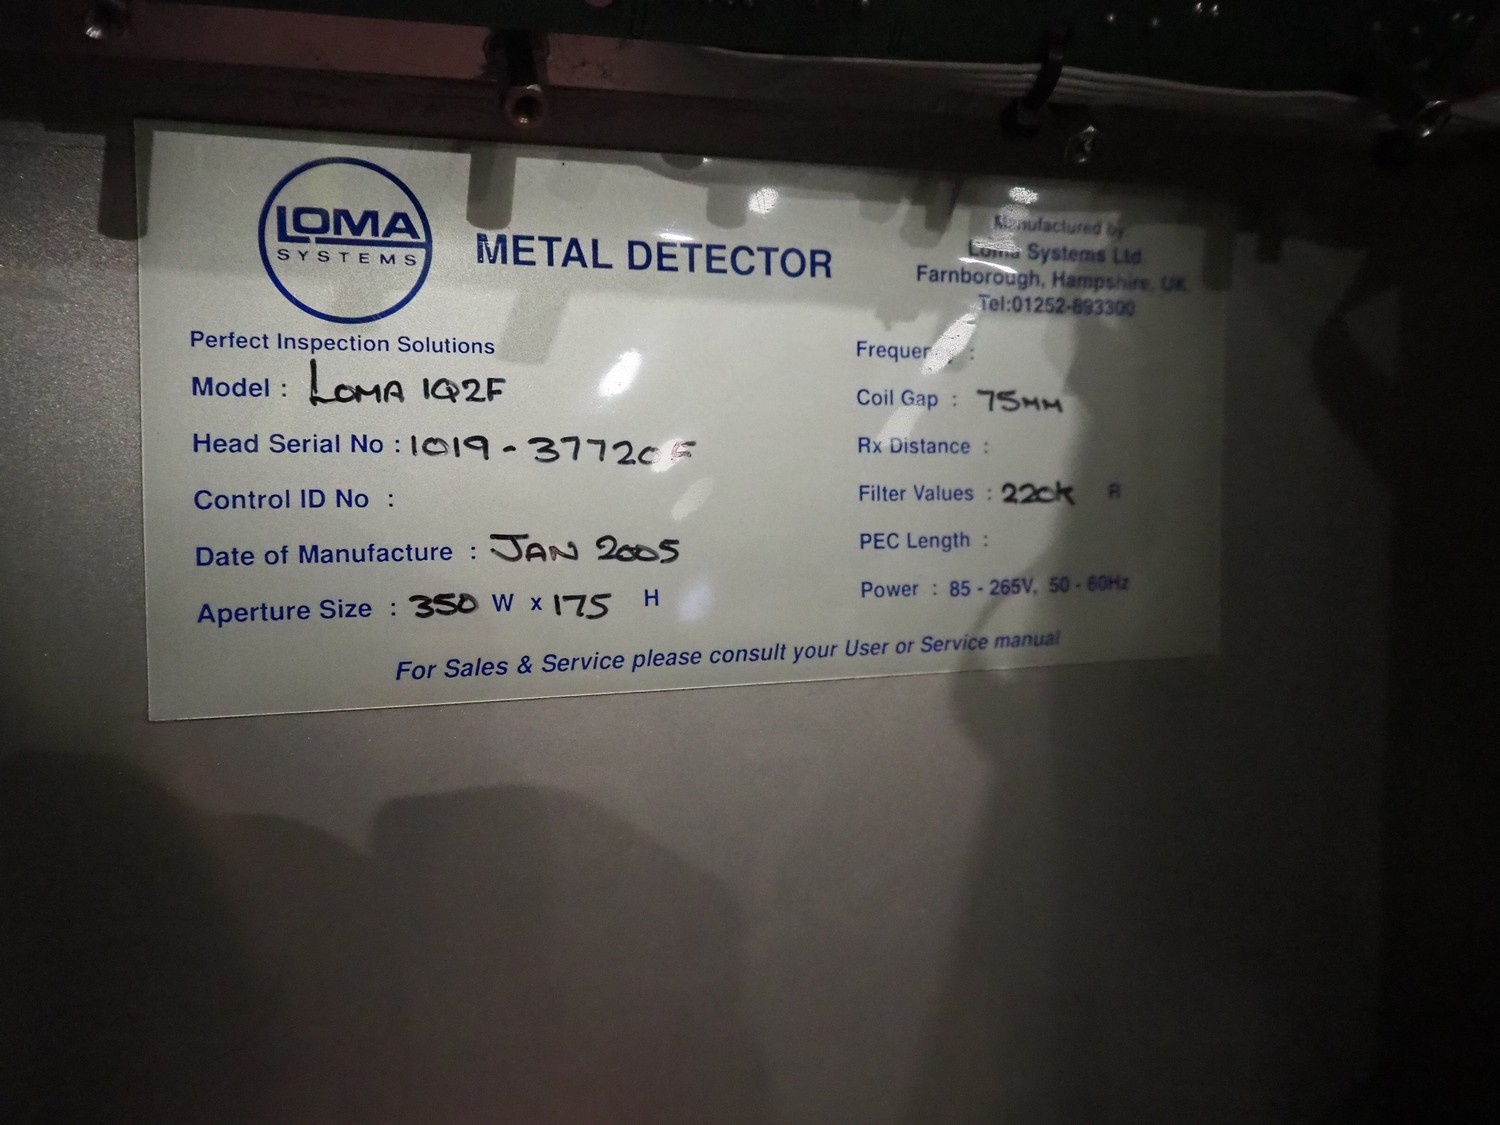 LOMA
SYSTEMS
METAL DETECTOR
Manufactured by
Loma Systems Ltd
Farnborough, Hampshire, UK
Tel:01252-893300
Perfect Inspection Solutions
Model : LOMA IQ2F
Head Serial No : 1019-37720F
Control ID No :
Date of Manufacture : JAN 2005
Aperture Size : 350 W x 175 H
Frequency :
Coil Gap : 75MM
Rx Distance :
Filter Values : 220K R
PEC Length :
Power : 85 - 265V, 50 - 60Hz
For Sales & Service please consult your User or Service manual